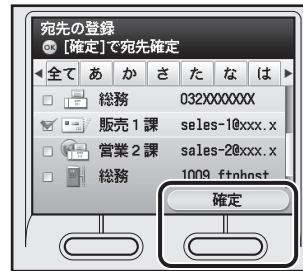 宛先の登録
OK [確定]で宛先確定
全て あ か さ た な は
総務 032XXXXXXX
販売1課 seles-1@xxx.x
営業2課 sales-2@xxx.x
総務 1009 ftphost
確定